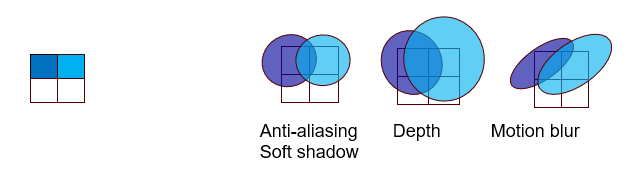 Anti-aliasing
Soft shadow
Depth
Motion blur